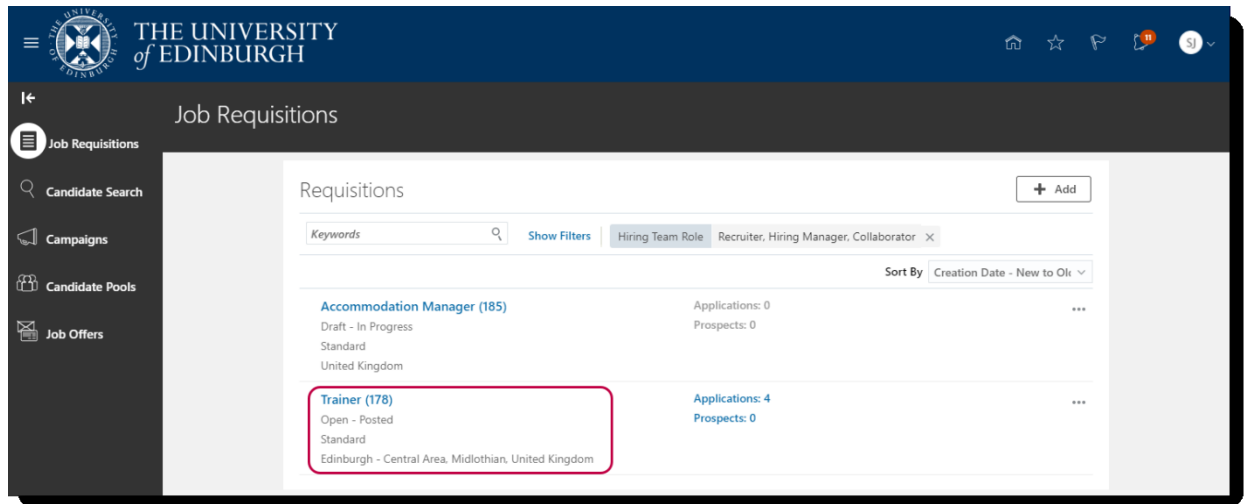 THE UNIVERSITY
of EDINBURGH
11
SJ
Job Requisitions
Candidate Search
Campaigns
Candidate Pools
Job Offers
Job Requisitions
Requisitions
Add
Keywords
Show Filters
Hiring Team Role Recruiter, Hiring Manager, Collaborator
Sort By Creation Date - New to Olc
Accommodation Manager (185)
Draft - In Progress
Standard
United Kingdom
Applications: 0
Prospects: 0
Trainer (178)
Open - Posted
Standard
Edinburgh - Central Area, Midlothian, United Kingdom
Applications: 4
Prospects: 0